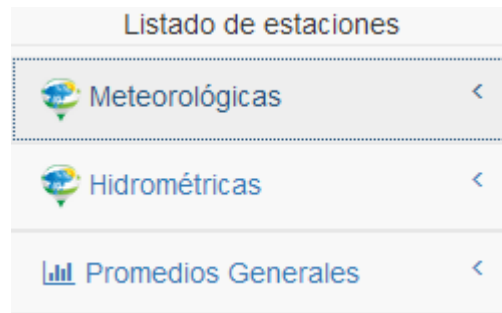 Listado de estaciones
Meteorológicas
Hidrométricas
Promedios Generales